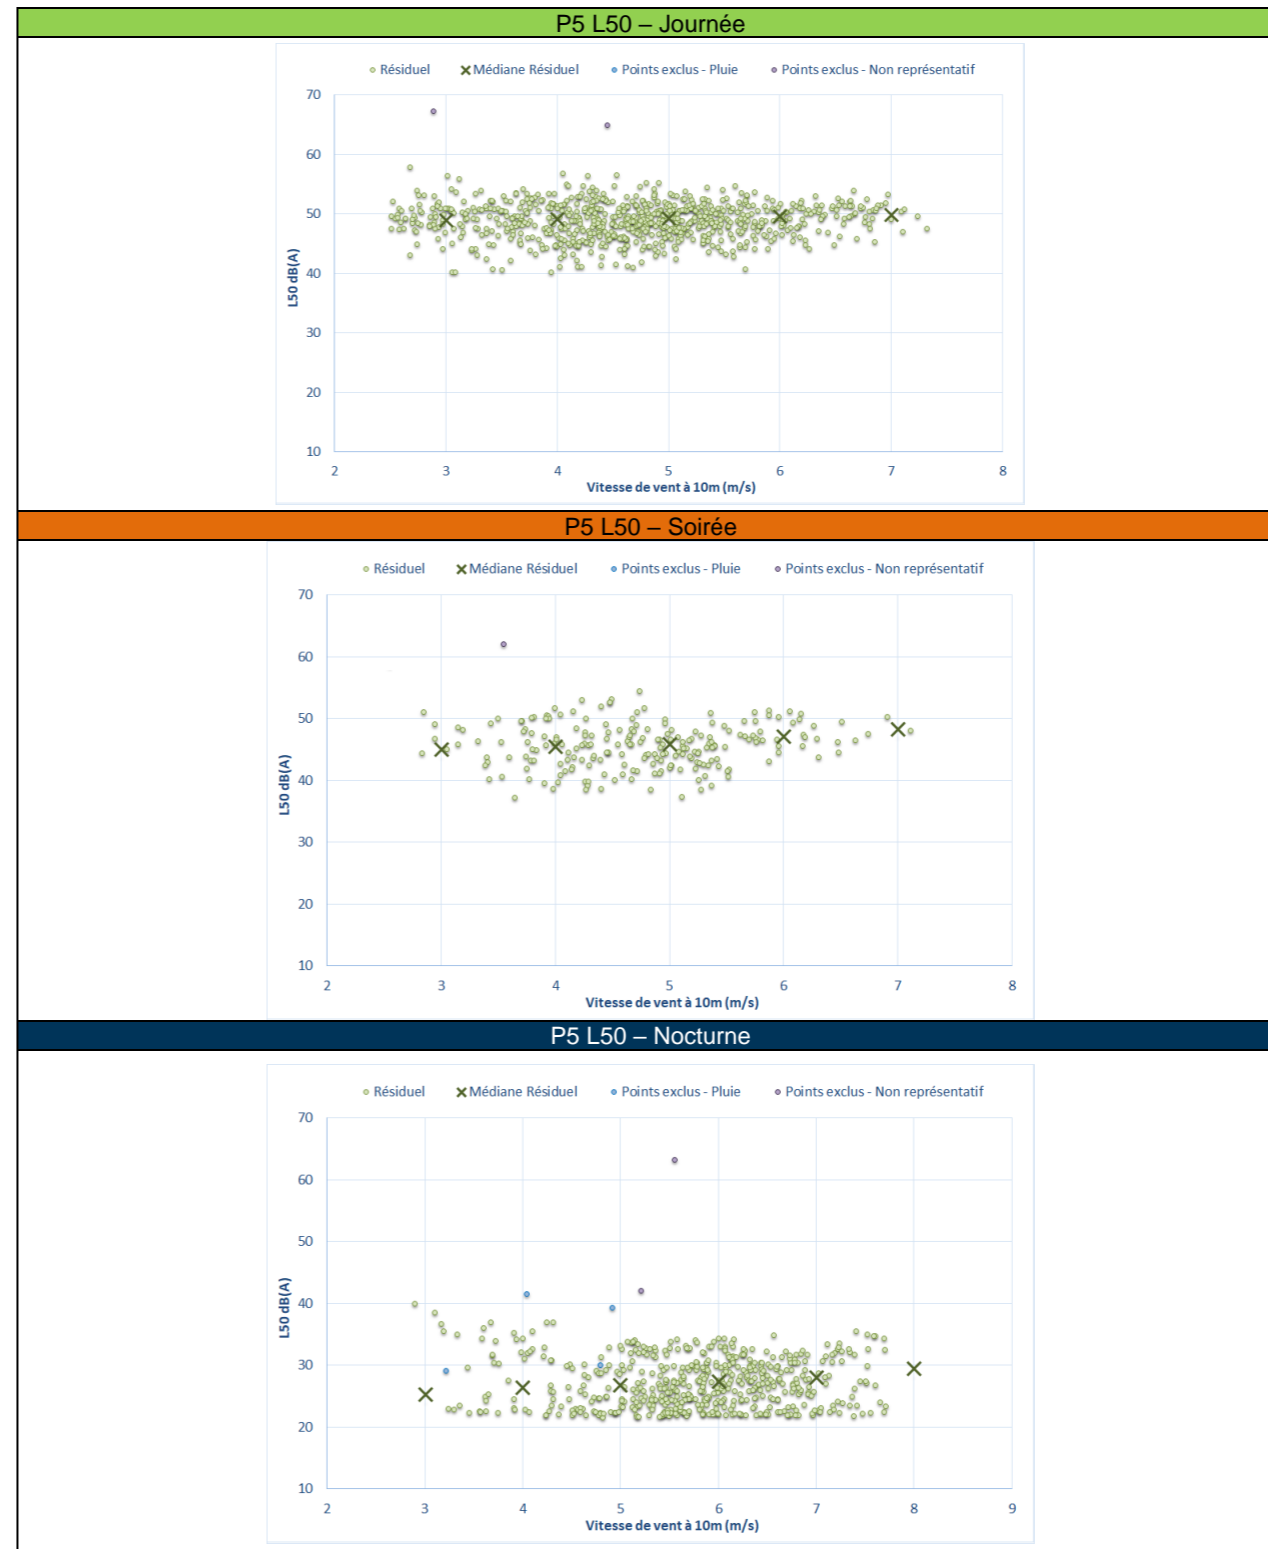 P5 L50 – Journée
Résiduel Médiane Résiduel Points exclus - Pluie Points exclus - Non représentatif
70
60
50
40
30
20
10
L50 dB(A)
2 3 4 5 6 7 8
Vitesse de vent à 10m (m/s)
P5 L50 – Soirée
Résiduel Médiane Résiduel Points exclus - Pluie Points exclus - Non représentatif
70
60
50
40
30
20
10
L50 dB(A)
2 3 4 5 6 7 8
Vitesse de vent à 10m (m/s)
P5 L50 – Nocturne
Résiduel Médiane Résiduel Points exclus - Pluie Points exclus - Non représentatif
70
60
50
40
30
20
10
L50 dB(A)
2 3 4 5 6 7 8 9
Vitesse de vent à 10m (m/s)